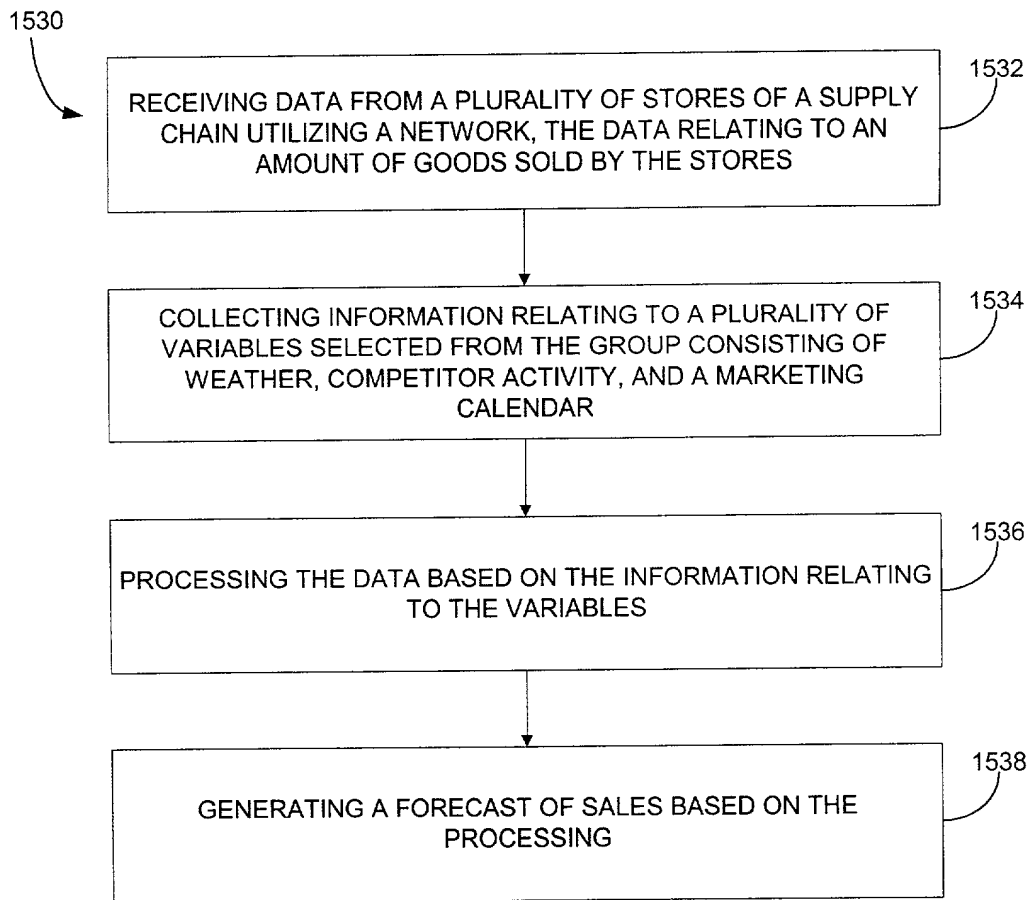 1530
1532
RECEIVING DATA FROM A PLURALITY OF STORES OF A SUPPLY
CHAIN UTILIZING A NETWORK, THE DATA RELATING TO AN
AMOUNT OF GOODS SOLD BY THE STORES
1534
COLLECTING INFORMATION RELATING TO A PLURALITY OF
VARIABLES SELECTED FROM THE GROUP CONSISTING OF
WEATHER, COMPETITOR ACTIVITY, AND A MARKETING
CALENDAR
1536
PROCESSING THE DATA BASED ON THE INFORMATION RELATING
TO THE VARIABLES
1538
GENERATING A FORECAST OF SALES BASED ON THE
PROCESSING